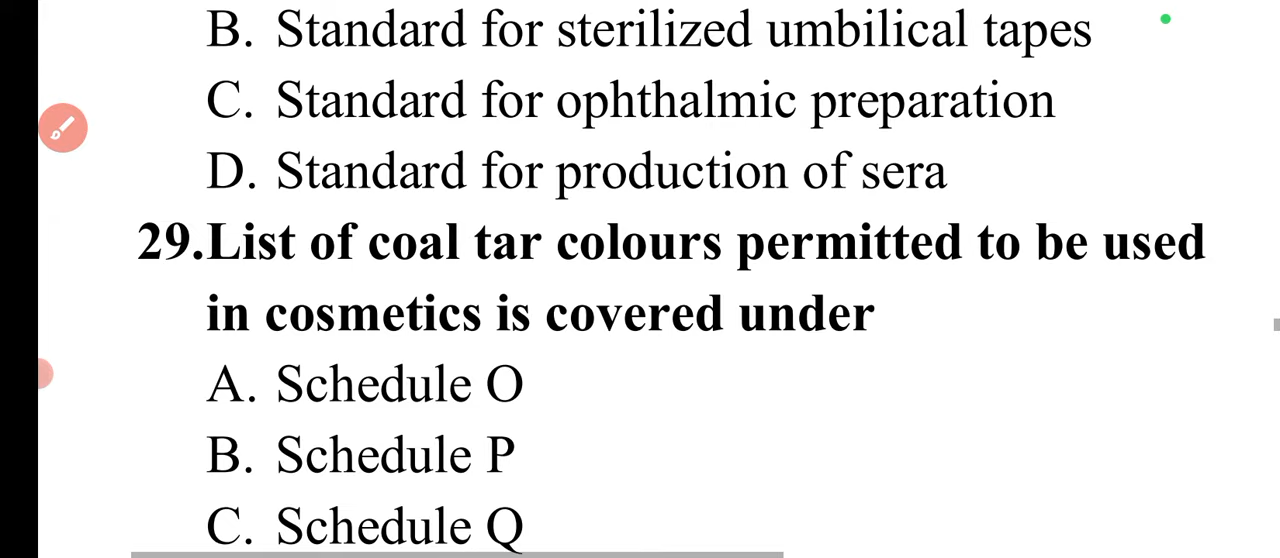 B. Standard for sterilized umbilical tapes
C. Standard for ophthalmic preparation
D. Standard for production of sera
29.List of coal tar colours permitted to be used
in cosmetics is covered under
A. Schedule O
B. Schedule P
C. Schedule Q